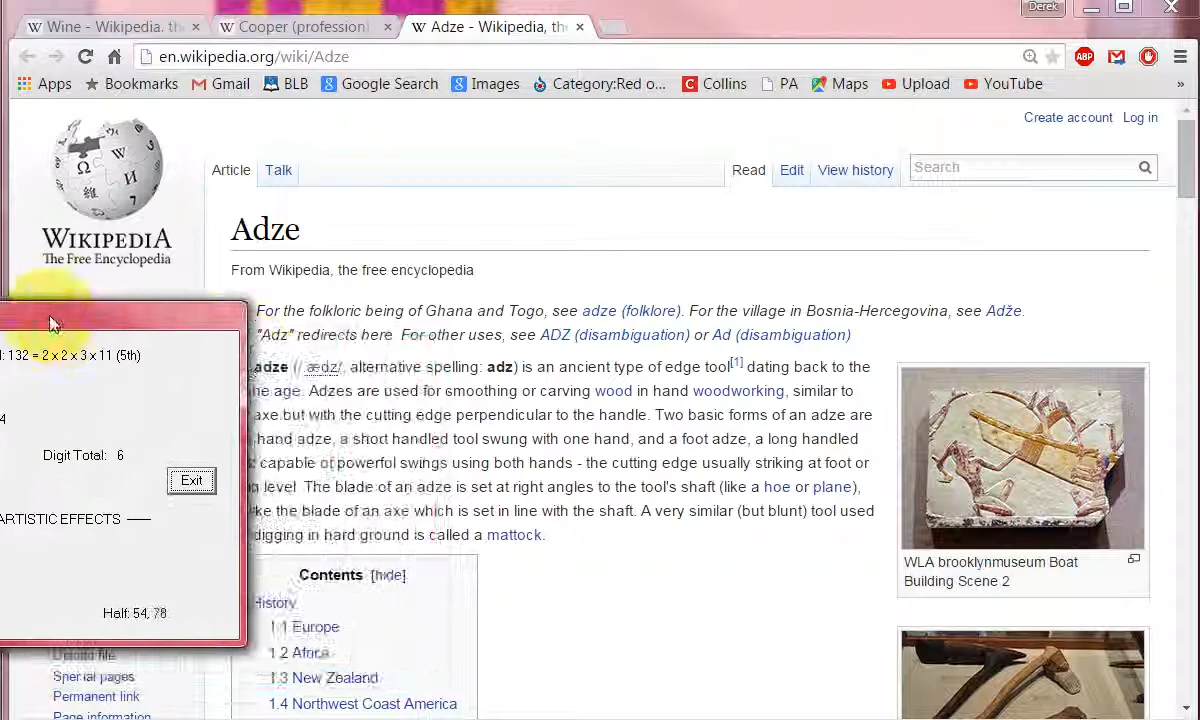 Derek
Wine - Wikipedia. th
Cooper (profession)
Adze - Wikipedia, the
en.wikipedia.org/wiki/Adze
Apps Bookmarks Gmail BLB Google Search Images Category:Red o... Collins PA Maps Upload YouTube »
Create account Log in
Article Talk Read Edit View history Search
WIKIPEDIA
The Free Encyclopedia
Adze
From Wikipedia, the free encyclopedia
For the folkloric being of Ghana and Togo, see adze (folklore). For the village in Bosnia-Hercegovina, see Adže.
"Adz" redirects here For other uses, see ADZ (disambiguation) or Ad (disambiguation)
adze (/ˈædz/, alternative spelling: adz) is an ancient type of edge tool[1] dating back to the
age. Adzes are used for smoothing or carving wood in hand woodworking, similar to
axe but with the cutting edge perpendicular to the handle. Two basic forms of an adze are
hand adze, a short handled tool swung with one hand, and a foot adze, a long handled
capable of powerful swings using both hands - the cutting edge usually striking at foot or
level. The blade of an adze is set at right angles to the tool's shaft (like a hoe or plane),
the blade of an axe which is set in line with the shaft. A very similar (but blunt) tool used
digging in hard ground is called a mattock.
132 = 2 x 2 x 3 x 11 (5th)
4
Digit Total: 6
Exit
ARTISTIC EFFECTS
Half: 54, 78
WLA brooklynmuseum Boat
Building Scene 2
Contents [hide]
History
1.1 Europe
1.2 Africa
1.3 New Zealand
1.4 Northwest Coast America
Upload file
Special pages
Permanent link
Page information